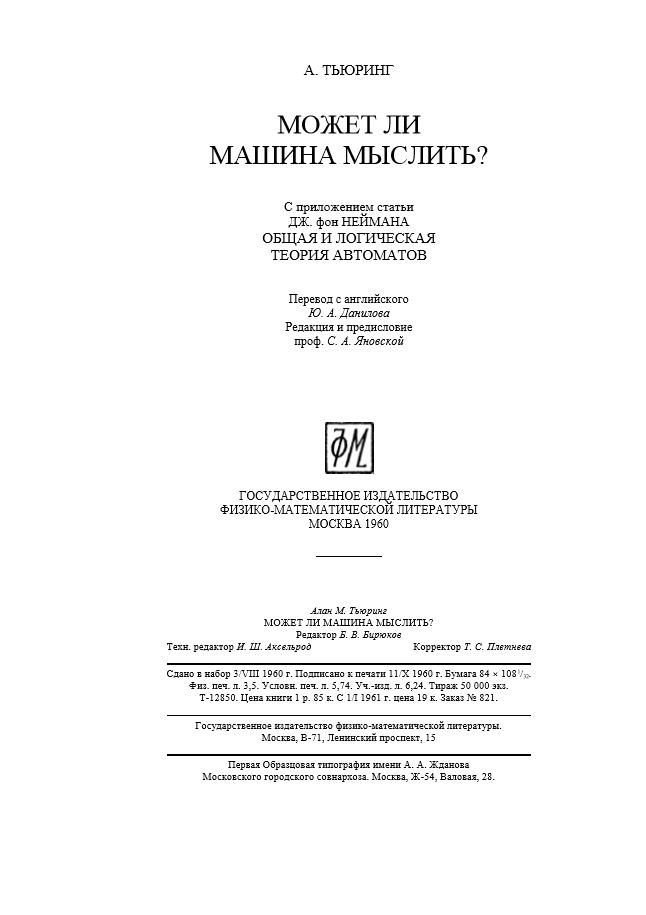 А. ТЬЮРИНГ
МОЖЕТ ЛИ
МАШИНА МЫСЛИТЬ?
С приложением статьи
ДЖ. фон НЕЙМАНА
ОБЩАЯ И ЛОГИЧЕСКАЯ
ТЕОРИЯ АВТОМАТОВ
Перевод с английского
Ю. А. Данилова
Редакция и предисловие
проф. С. А. Яновской
ФМ
ГОСУДАРСТВЕННОЕ ИЗДАТЕЛЬСТВО
ФИЗИКО-МАТЕМАТИЧЕСКОЙ ЛИТЕРАТУРЫ
МОСКВА 1960
Алан М. Тьюринг
МОЖЕТ ЛИ МАШИНА МЫСЛИТЬ?
Редактор Б. В. Бирюков
Техн. редактор И. Ш. Аксельрод Корректор Т. С. Плетнева
Сдано в набор 3/VIII 1960 г. Подписано к печати 11/X 1960 г. Бумага 84 × 108 1/32.
Физ. печ. л. 3,5. Условн. печ. л. 5,74. Уч.-изд. л. 6,24. Тираж 50 000 экз.
Т-12850. Цена книги 1 р. 85 к. С 1/I 1961 г. цена 19 к. Заказ № 821.
Государственное издательство физико-математической литературы.
Москва, В-71, Ленинский проспект, 15
Первая Образцовая типография имени А. А. Жданова
Московского городского совнархоза. Москва, Ж-54, Валовая, 28.